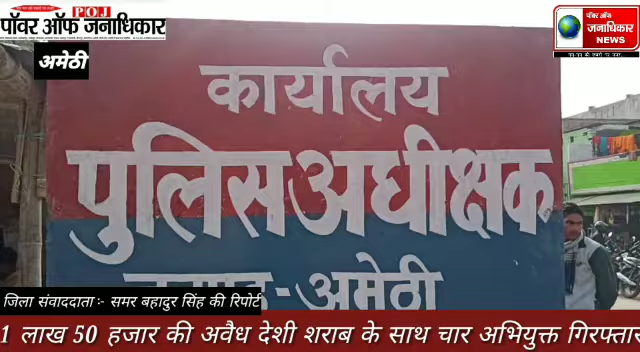 POJ
पॉवर ऑफ जनाधिकार
अमेठी
पॉवर ऑफ
जनाधिकार
NEWS
कार्यालय
पुलिस अधीक्षक
अमेठी
जिला संवाददाता:- समर बहादुर सिंह की रिपोर्ट
1 लाख 50 हजार की अवैध देशी शराब के साथ चार अभियुक्त गिरफ्तार